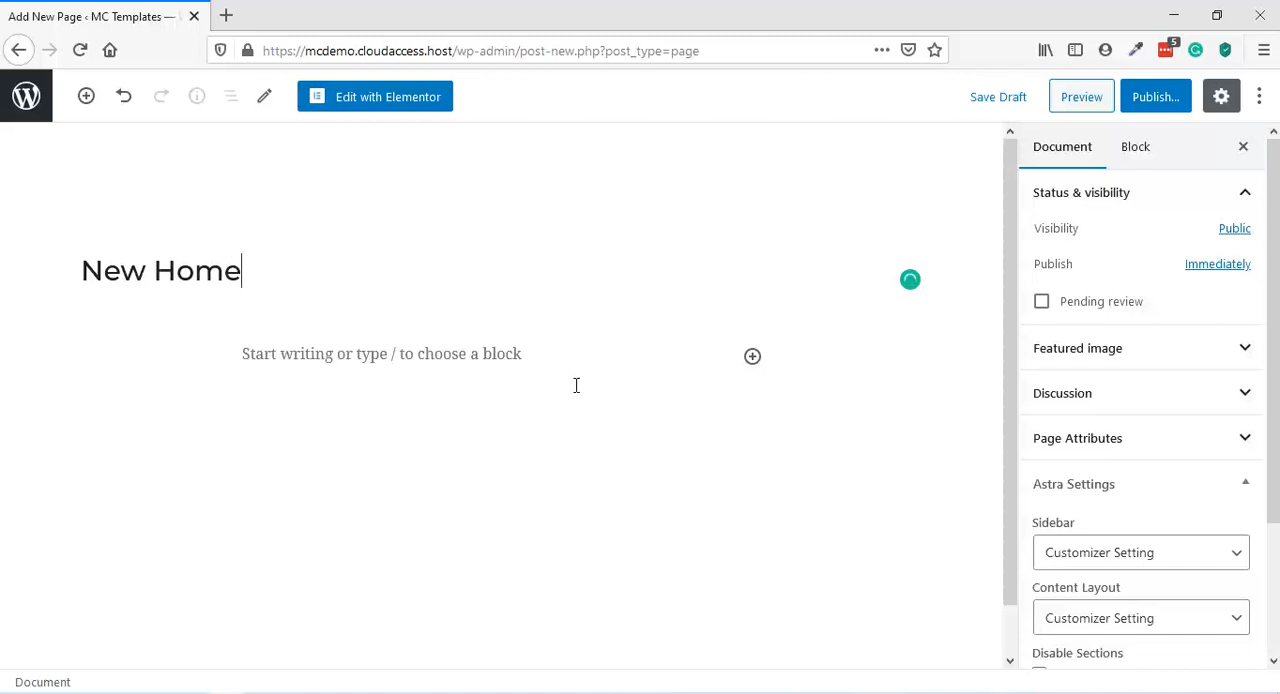 Add New Page ‹ MC Templates —
https://mcdemo.cloudaccess.host/wp-admin/post-new.php?post_type=page
5
Edit with Elementor
Save Draft
Preview
Publish...
Document
Block
Status & visibility
Visibility
Public
New Home
Publish
Immediately
Pending review
Start writing or type / to choose a block
Featured image
Discussion
Page Attributes
Astra Settings
Sidebar
Customizer Setting
Content Layout
Customizer Setting
Disable Sections
Document